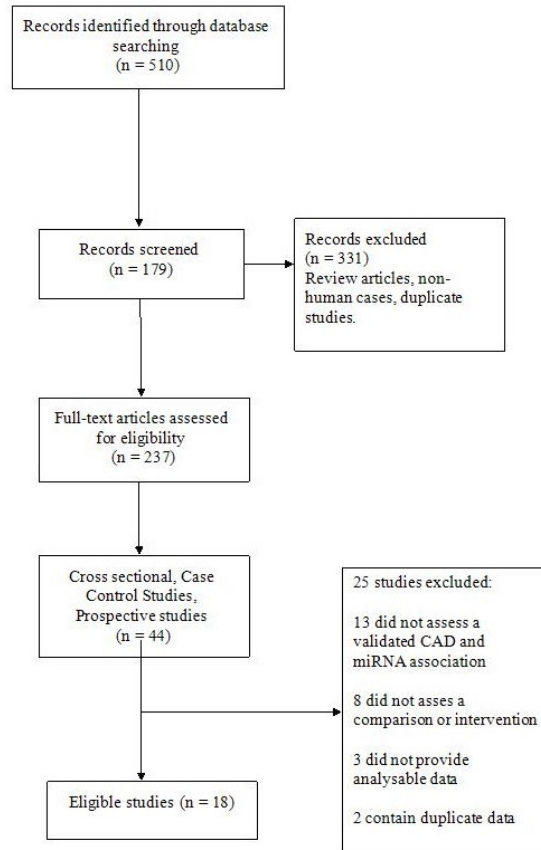 Records identified through database
searching
(n = 510)
Records screened
(n = 179)
Records excluded
(n = 331)
Review articles, non-
human cases, duplicate
studies.
Full-text articles assessed
for eligibility
(n = 237)
Cross sectional, Case
Control Studies,
Prospective studies
(n = 44)
25 studies excluded:
13 did not assess a
validated CAD and
miRNA association
8 did not asses a
comparison or intervention
3 did not provide
analysable data
2 contain duplicate data
Eligible studies (n = 18)